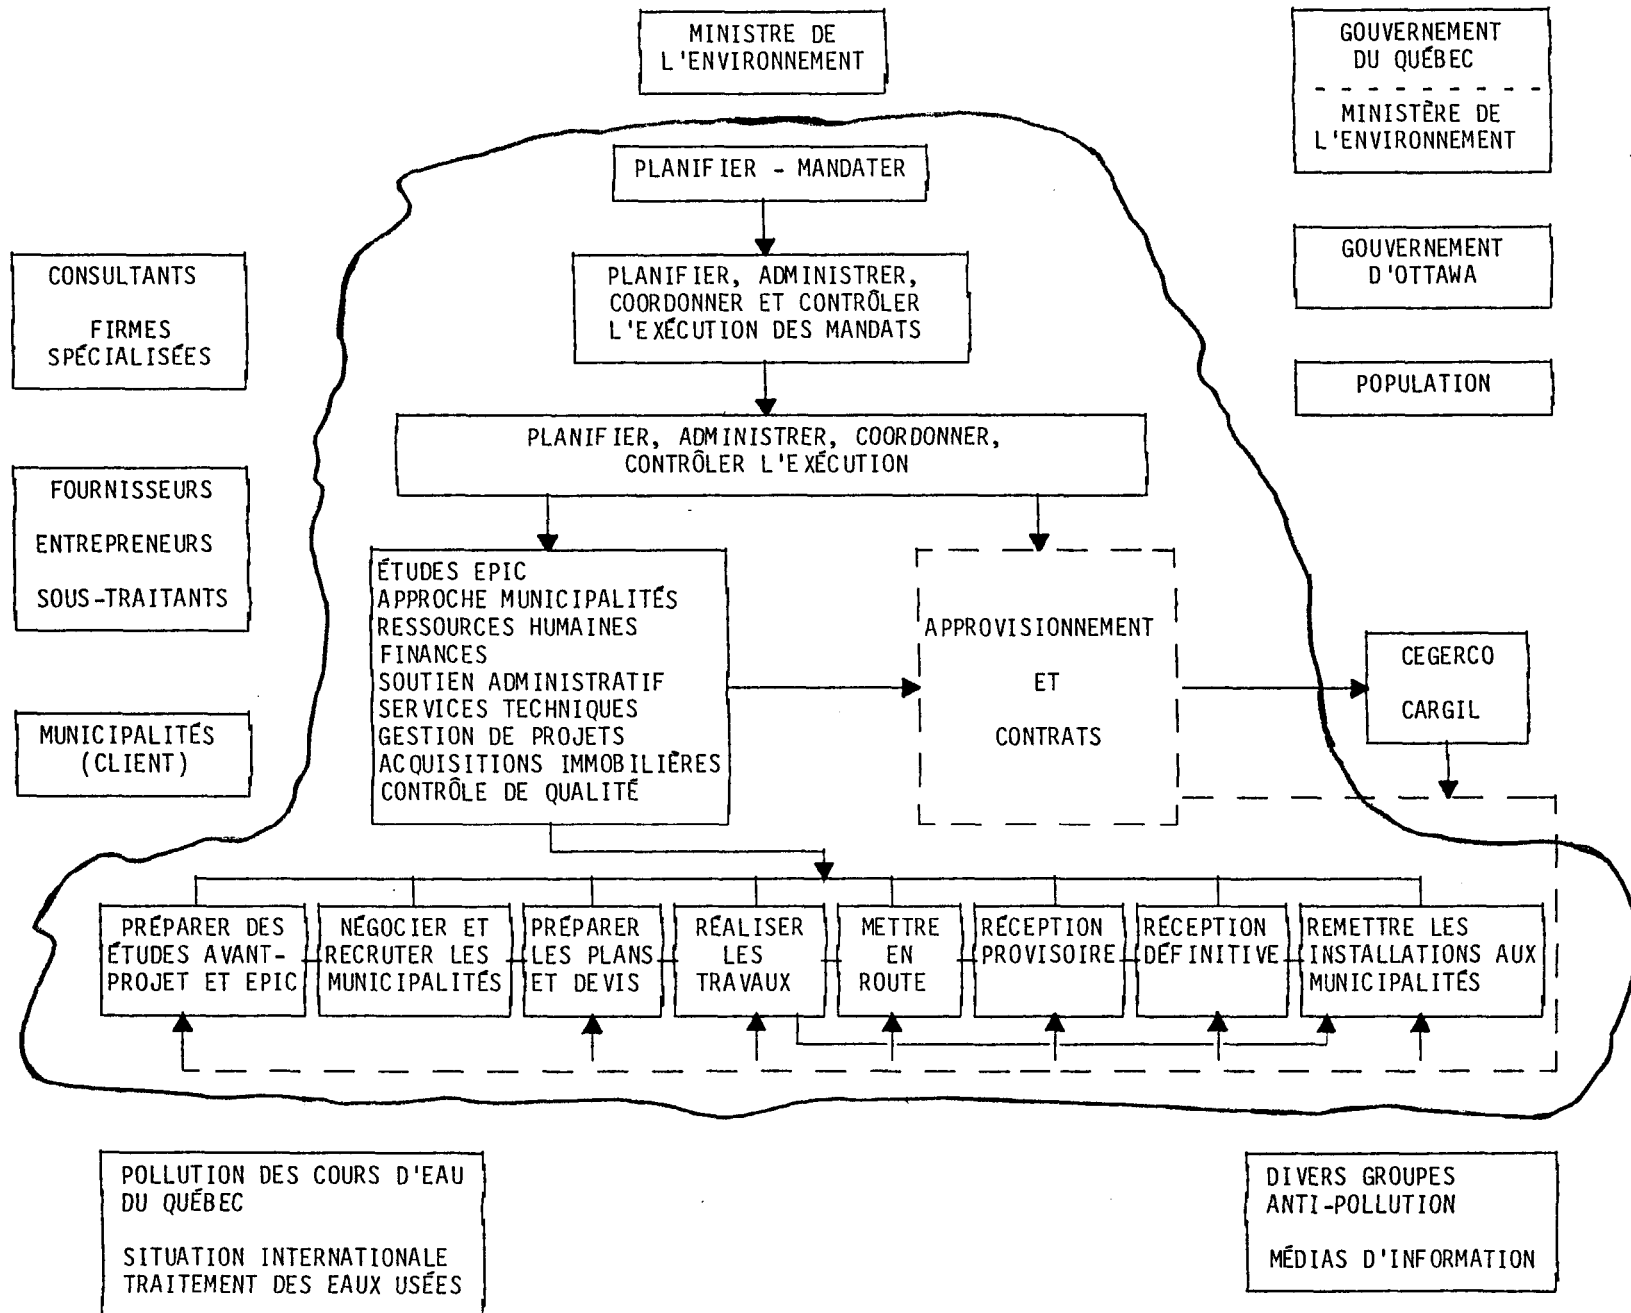 MINISTRE DE
L'ENVIRONNEMENT
GOUVERNEMENT
DU QUÉBEC
MINISTÈRE DE
L'ENVIRONNEMENT
PLANIFIER - MANDATER
GOUVERNEMENT
D'OTTAWA
CONSULTANTS
FIRMES
SPÉCIALISÉES
PLANIFIER, ADMINISTRER,
COORDONNER ET CONTRÔLER
L'EXÉCUTION DES MANDATS
POPULATION
PLANIFIER, ADMINISTRER, COORDONNER,
CONTRÔLER L'EXÉCUTION
FOURNISSEURS
ENTREPRENEURS
SOUS-TRAITANTS
ÉTUDES EPIC
APPROCHE MUNICIPALITÉS
RESSOURCES HUMAINES
FINANCES
SOUTIEN ADMINISTRATIF
SERVICES TECHNIQUES
GESTION DE PROJETS
ACQUISITIONS IMMOBILIÈRES
CONTRÔLE DE QUALITÉ
APPROVISIONNEMENT
ET
CONTRATS
CEGERCO
CARGIL
MUNICIPALITÉS
(CLIENT)
PRÉPARER DES
ÉTUDES AVANT-
PROJET ET EPIC
NÉGOCIER ET
RECRUTER LES
MUNICIPALITÉS
PRÉPARER
LES PLANS
ET DEVIS
RÉALISER
LES
TRAVAUX
METTRE
EN
ROUTE
RÉCEPTION
PROVISOIRE
RÉCEPTION
DÉFINITIVE
REMETTRE LES
INSTALLATIONS AUX
MUNICIPALITÉS
POLLUTION DES COURS D'EAU
DU QUÉBEC
SITUATION INTERNATIONALE
TRAITEMENT DES EAUX USÉES
DIVERS GROUPES
ANTI-POLLUTION
MÉDIAS D'INFORMATION